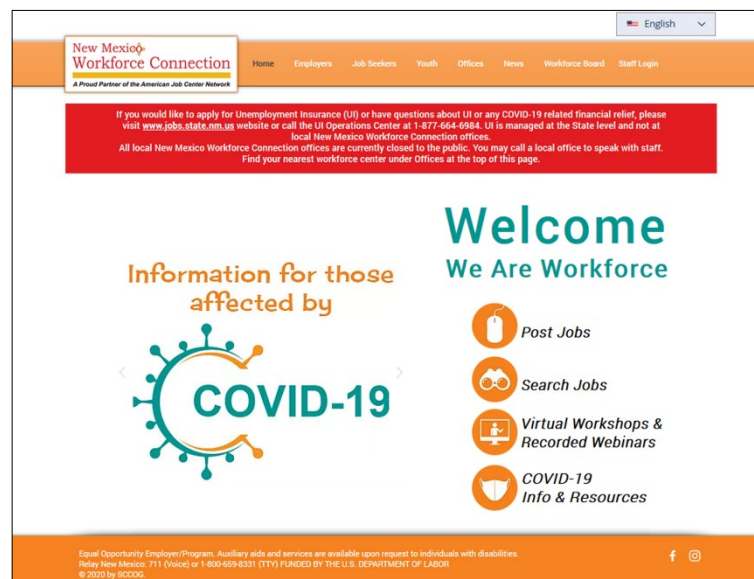 English
New Mexico
Workforce Connection
A Proud Partner of the American Job Center Network
Home Employers Job Seekers Youth Offices News Workforce Board Staff Login
If you would like to apply for Unemployment Insurance (UI) or have questions about UI or any COVID-19 related financial relief, please
visit www.jobs.state.nm.us website or call the UI Operations Center at 1-877-664-6984. UI is managed at the State level and not at
local New Mexico Workforce Connection offices.
All local New Mexico Workforce Connection offices are currently closed to the public. You may call a local office to speak with staff.
Find your nearest workforce center under Offices at the top of this page.
Information for those
affected by
COVID-19
Welcome
We Are Workforce
Post Jobs
Search Jobs
Virtual Workshops &
Recorded Webinars
COVID-19
Info & Resources
Equal Opportunity Employer/Program. Auxiliary aids and services are available upon request to individuals with disabilities.
Relay New Mexico: 711 (Voice) or 1-800-659-8331 (TTY) FUNDED BY THE U.S. DEPARTMENT OF LABOR
© 2020 by SCCOG.